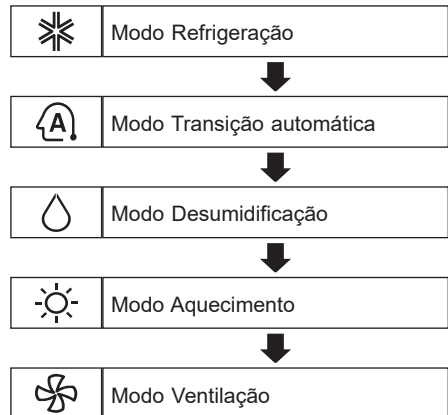 Modo Refrigeração
A
Modo Transição automática
Modo Desumidificação
Modo Aquecimento
Modo Ventilação